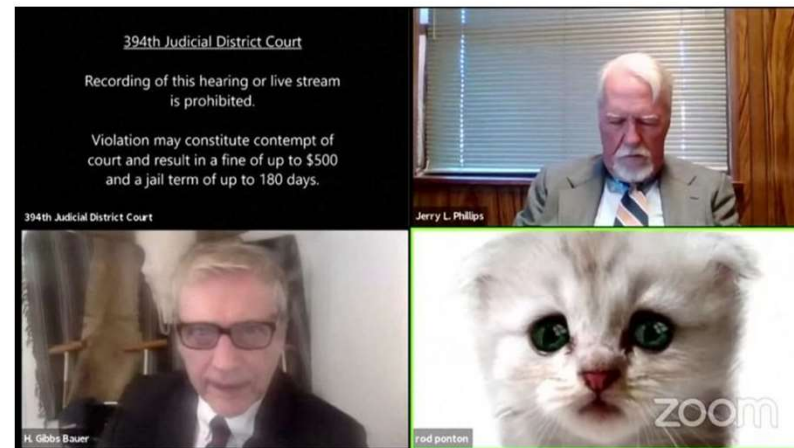 394th Judicial District Court
Recording of this hearing or live stream
is prohibited.
Violation may constitute contempt of
court and result in a fine of up to $500
and a jail term of up to 180 days.
394th Judicial District Court
Jerry L. Phillips
H. Gibbs Bauer
rod ponton
zoom